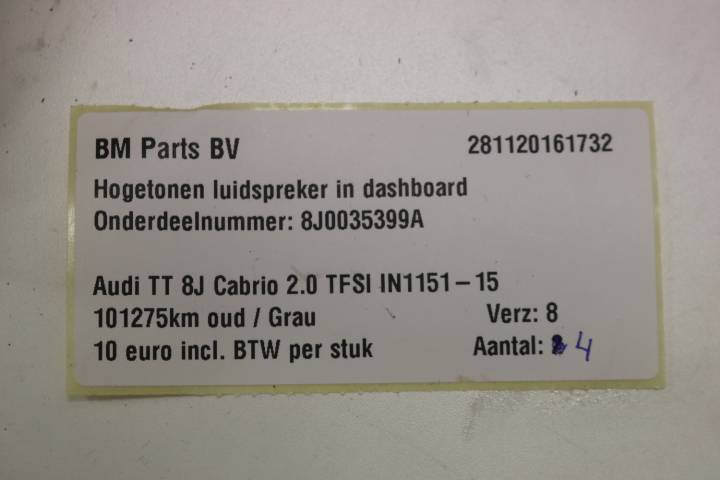 BM Parts BV 281120161732
Hogetonen luidspreker in dashboard
Onderdeelnummer: 8J0035399A
Audi TT 8J Cabrio 2.0 TFSI IN1151-15
101275km oud / Grau Verz: 8
10 euro incl. BTW per stuk Aantal: 4